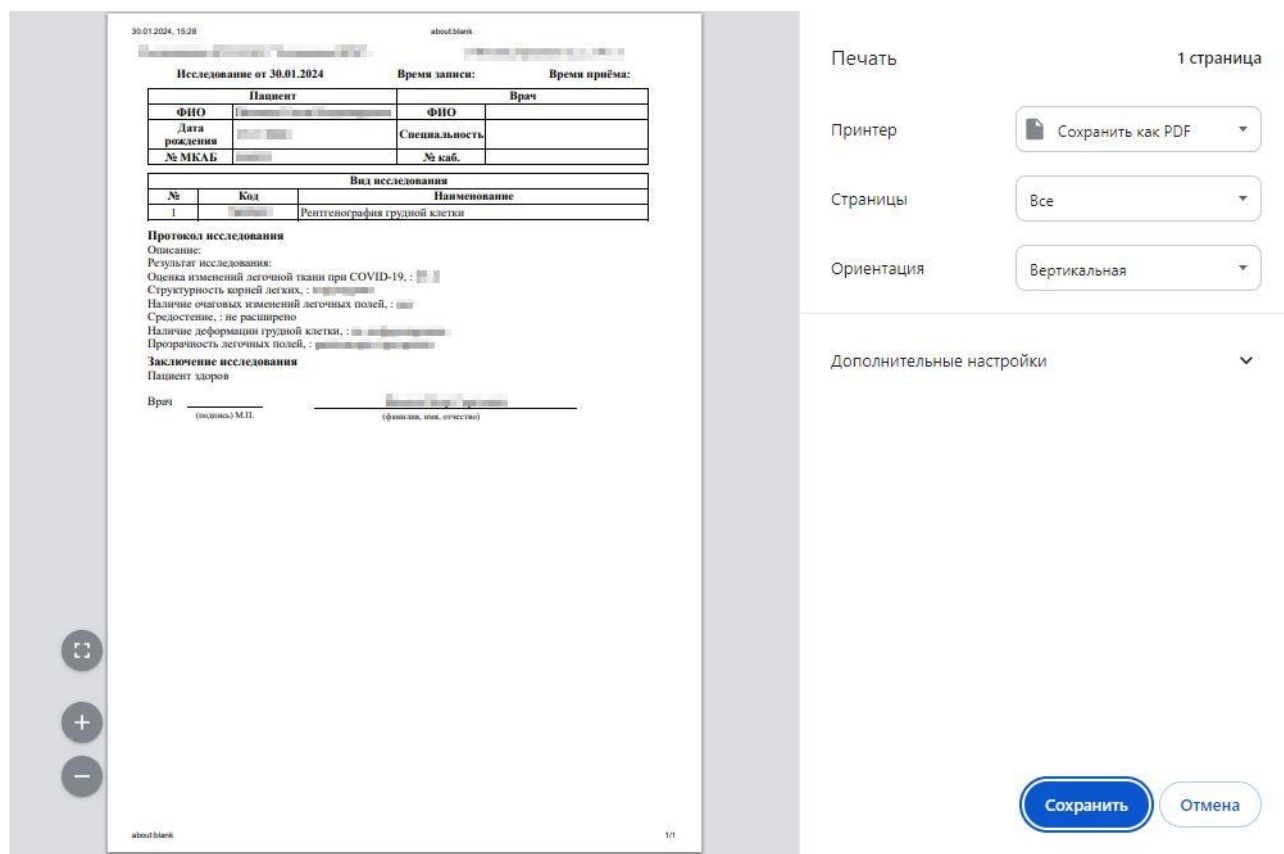 30.01.2024, 15:28 about:blank
Исследование от 30.01.2024 Время записи: Время приёма:
Пациент Врач
ФИО ФИО
Дата рождения Специальность
№ МКАБ № каб.
Вид исследования
№ Код Наименование
1 Рентгенография грудной клетки
Протокол исследования
Описание:
Результат исследования:
Оценка изменений легочной ткани при COVID-19, :
Структурность корней легких, :
Наличие очаговых изменений легочных полей, :
Средостение, : не расширено
Наличие деформации грудной клетки, :
Прозрачность легочных полей, :
Заключение исследования
Пациент здоров
Врач
(подпись) М.П. (фамилия, имя, отчество)
about:blank 1/1
Печать 1 страница
Принтер Сохранить как PDF
Страницы Все
Ориентация Вертикальная
Дополнительные настройки
Сохранить Отмена